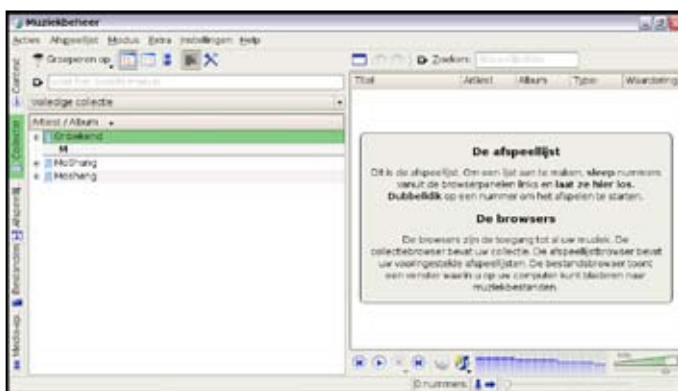 Muziekbeheer
Acties Afspeellijst Modus Extra Instellingen Help
Groeperen op
Zoeken:
Volledige collectie
Titel Artiest Album Type Waardering
Artiest / Album
Onbekend
M
MoShang
Moshang
Context
Collectie
Afspeellij.
Bestanden
Media-ap.
De afspeellijst
Dit is de afspeellijst. Om een lijst aan te maken, sleep nummers
vanuit de browserpanelen links en laat ze hier los.
Dubbelklik op een nummer om het afspelen te starten.
De browsers
De browsers zijn de toegang tot al uw muziek. De
collectiebrowser bevat uw collectie. De afspeellijstbrowser bevat
uw vooringestelde afspeellijsten. De bestandsbrowser toont
een venster waarin u op uw computer kunt bladeren naar
muziekbestanden.
0 nummers